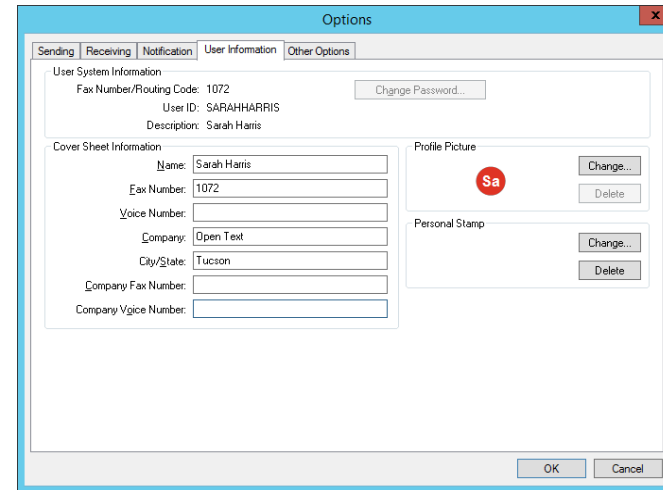 Options
x
Sending Receiving Notification User Information Other Options
User System Information
Fax Number/Routing Code: 1072
Change Password...
User ID: SARAHHARRIS
Description: Sarah Harris
Cover Sheet Information
Name: Sarah Harris
Fax Number: 1072
Voice Number:
Company: Open Text
City/State: Tucson
Company Fax Number:
Company Voice Number:
Profile Picture
Sa
Change...
Delete
Personal Stamp
Change...
Delete
OK Cancel